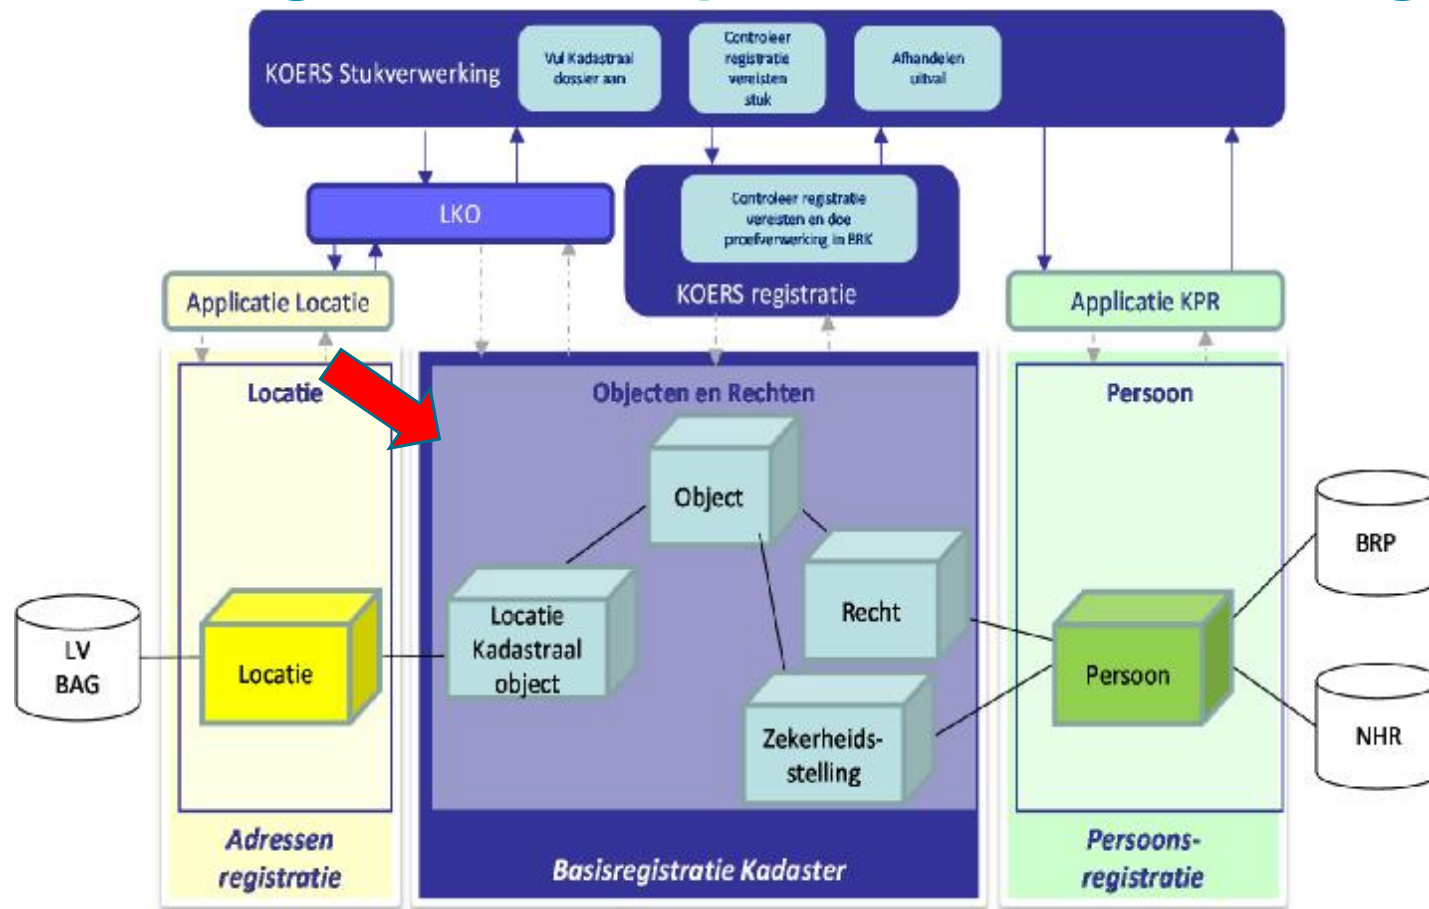 KOERS Stukverwerking
Vul Kadastraal
dossier aan
Controleer
registratie
vereisten
stuk
Afhandelen
uitval
LKO
Controleer registratie
vereisten en doe
proefverwerking in BRK
KOERS registratie
Applicatie Locatie
Applicatie KPR
Locatie
Objecten en Rechten
Persoon
Object
Recht
Locatie
Kadastraal
object
Zekerheids-
stelling
LV
BAG
Locatie
Persoon
BRP
NHR
Adressen
registratie
Basisregistratie Kadaster
Persoons-
registratie